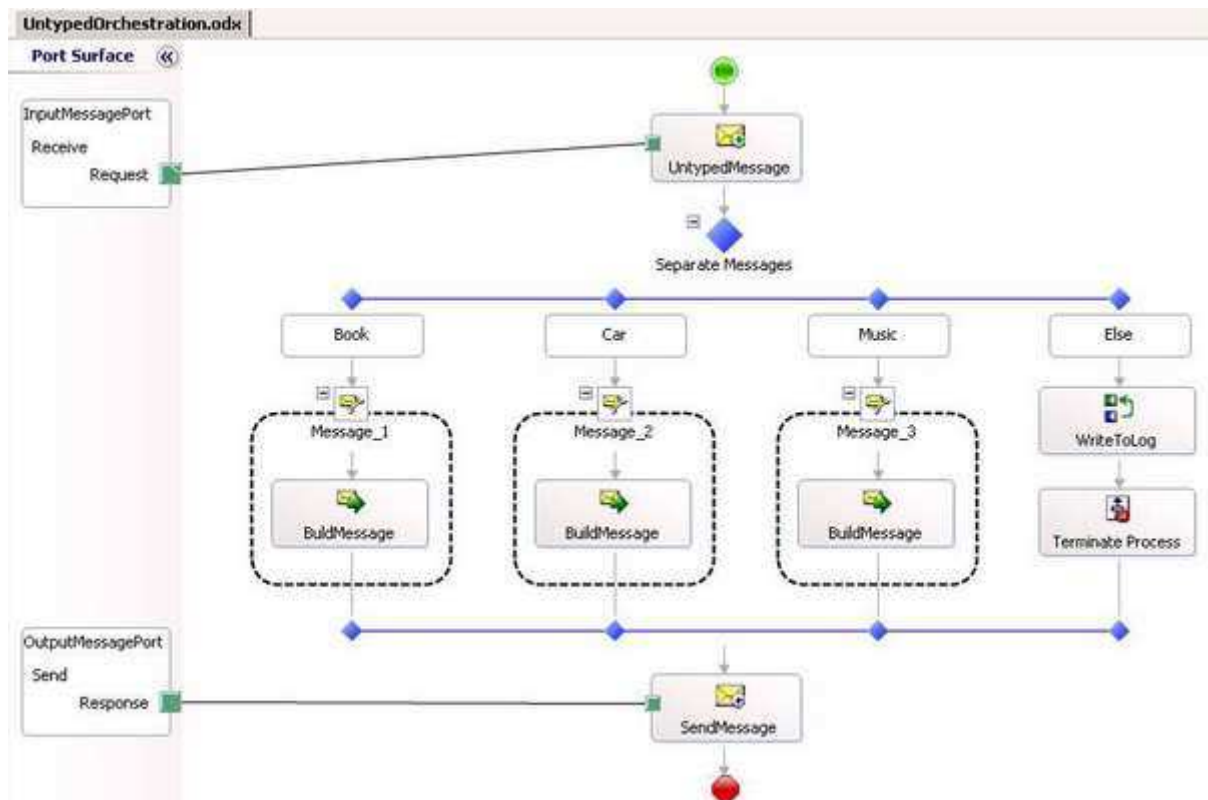 UntypedOrchestration.odx
Port Surface
InputMessagePort
Receive
Request
UntypedMessage
Separate Messages
Book
Car
Music
Else
Message_1
Message_2
Message_3
WriteToLog
BuildMessage
BuildMessage
BuildMessage
Terminate Process
OutputMessagePort
Send
Response
SendMessage